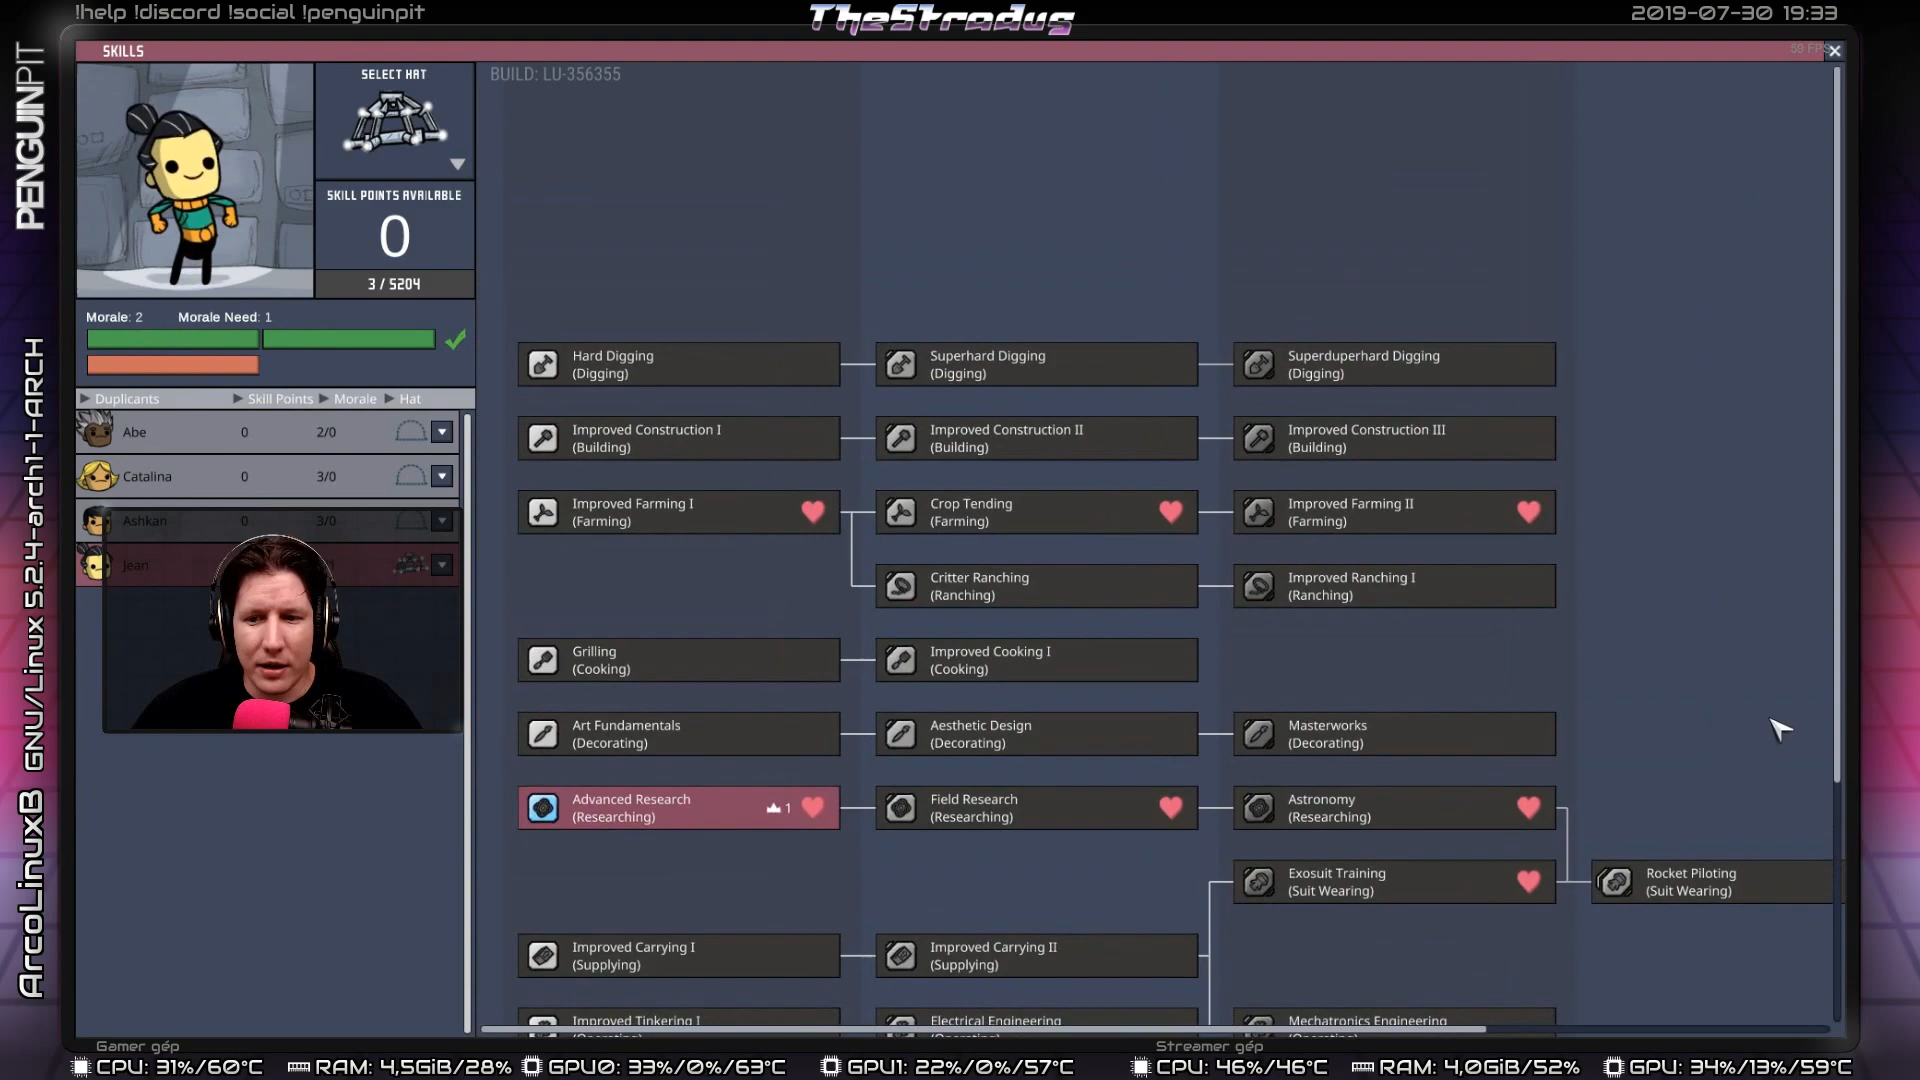 !help !discord !social !penguinpit
TheStradus
2019-07-30 19:33
PENGUINPIT
ArcoLinuxB GNU/Linux 5.2.4-arch1-1-ARCH
SKILLS
59 FPS
SELECT HAT
SKILL POINTS AVAILABLE
0
3 / 5204
Morale: 2 Morale Need: 1
Duplicants Skill Points Morale Hat
Abe 0 2/0
Catalina 0 3/0
Ashkan 0 3/0
Jean
BUILD: LU-356355
Hard Digging
(Digging)
Superhard Digging
(Digging)
Superduperhard Digging
(Digging)
Improved Construction I
(Building)
Improved Construction II
(Building)
Improved Construction III
(Building)
Improved Farming I
(Farming)
Crop Tending
(Farming)
Improved Farming II
(Farming)
Critter Ranching
(Ranching)
Improved Ranching I
(Ranching)
Grilling
(Cooking)
Improved Cooking I
(Cooking)
Art Fundamentals
(Decorating)
Aesthetic Design
(Decorating)
Masterworks
(Decorating)
Advanced Research
(Researching)
1
Field Research
(Researching)
Astronomy
(Researching)
Exosuit Training
(Suit Wearing)
Rocket Piloting
(Suit Wearing)
Improved Carrying I
(Supplying)
Improved Carrying II
(Supplying)
Improved Tinkering I
Electrical Engineering
Mechatronics Engineering
Gamer gép
CPU: 31%/60°C RAM: 4,5GiB/28% GPU0: 33%/0%/63°C GPU1: 22%/0%/57°C
Streamer gép
CPU: 46%/46°C RAM: 4,0GiB/52% GPU: 34%/13%/59°C